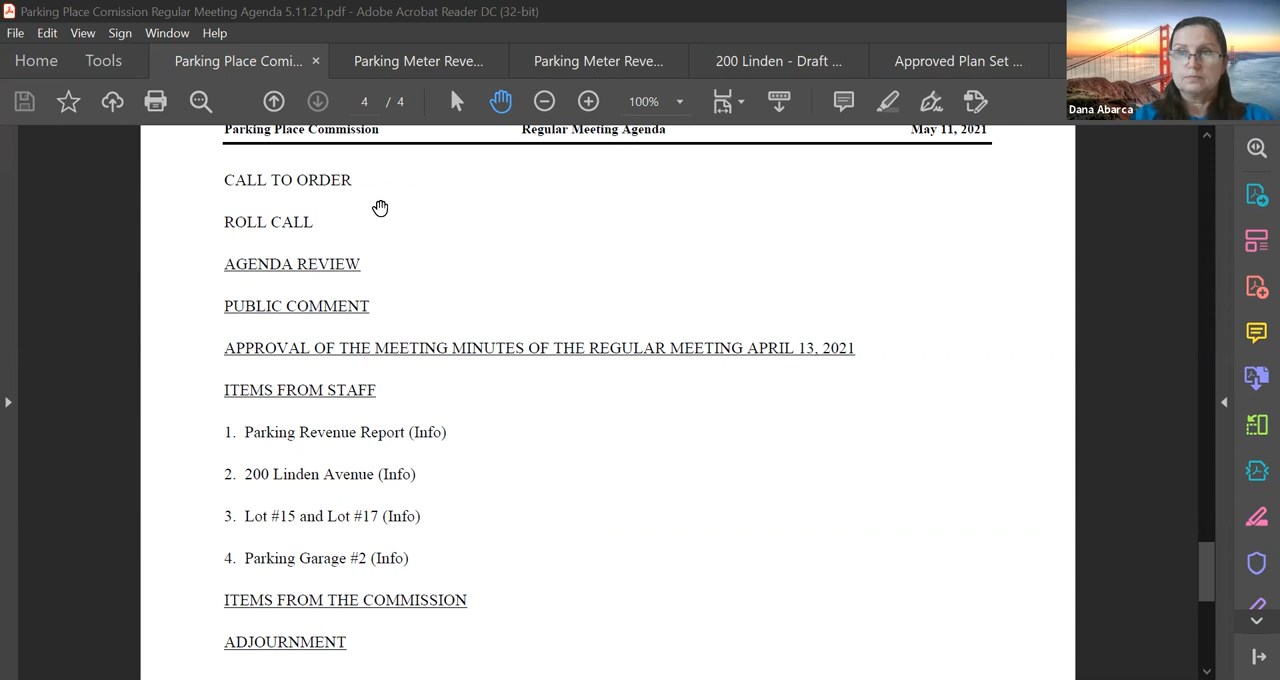 Parking Place Comission Regular Meeting Agenda 5.11.21.pdf - Adobe Acrobat Reader DC (32-bit)
File Edit View Sign Window Help
Home Tools Parking Place Comi... × Parking Meter Reve... Parking Meter Reve... 200 Linden - Draft ... Approved Plan Set ...
4 / 4 100%
Dana Abarca
Parking Place Commission Regular Meeting Agenda May 11, 2021
CALL TO ORDER
ROLL CALL
AGENDA REVIEW
PUBLIC COMMENT
APPROVAL OF THE MEETING MINUTES OF THE REGULAR MEETING APRIL 13, 2021
ITEMS FROM STAFF
1. Parking Revenue Report (Info)
2. 200 Linden Avenue (Info)
3. Lot #15 and Lot #17 (Info)
4. Parking Garage #2 (Info)
ITEMS FROM THE COMMISSION
ADJOURNMENT